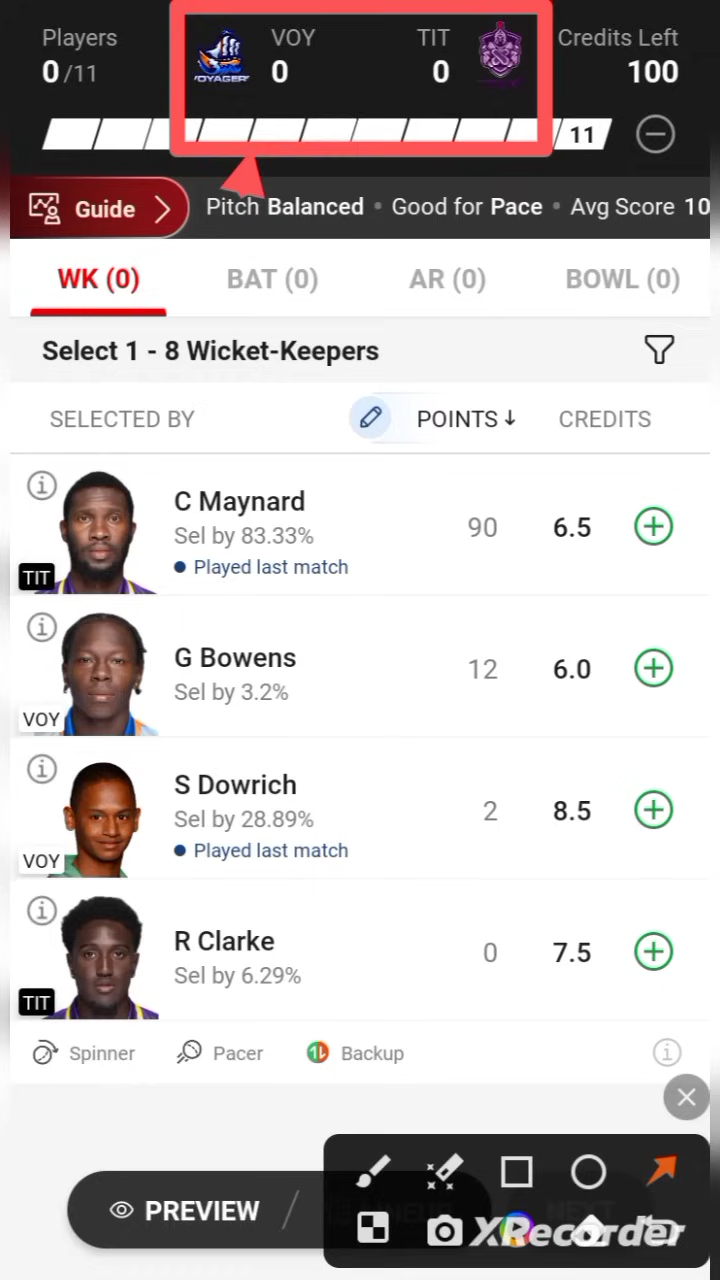 Players VOY TIT Credits Left
0/11 VOYAGER 0 0 100
11
Guide Pitch Balanced • Good for Pace • Avg Score 10
WK (0) BAT (0) AR (0) BOWL (0)
Select 1 - 8 Wicket-Keepers
SELECTED BY POINTS↓ CREDITS
C Maynard
Sel by 83.33% 90 6.5
TIT • Played last match
G Bowens
Sel by 3.2% 12 6.0
VOY
S Dowrich
Sel by 28.89% 2 8.5
VOY • Played last match
R Clarke
Sel by 6.29% 0 7.5
TIT
Spinner Pacer Backup
PREVIEW /
XRecorder